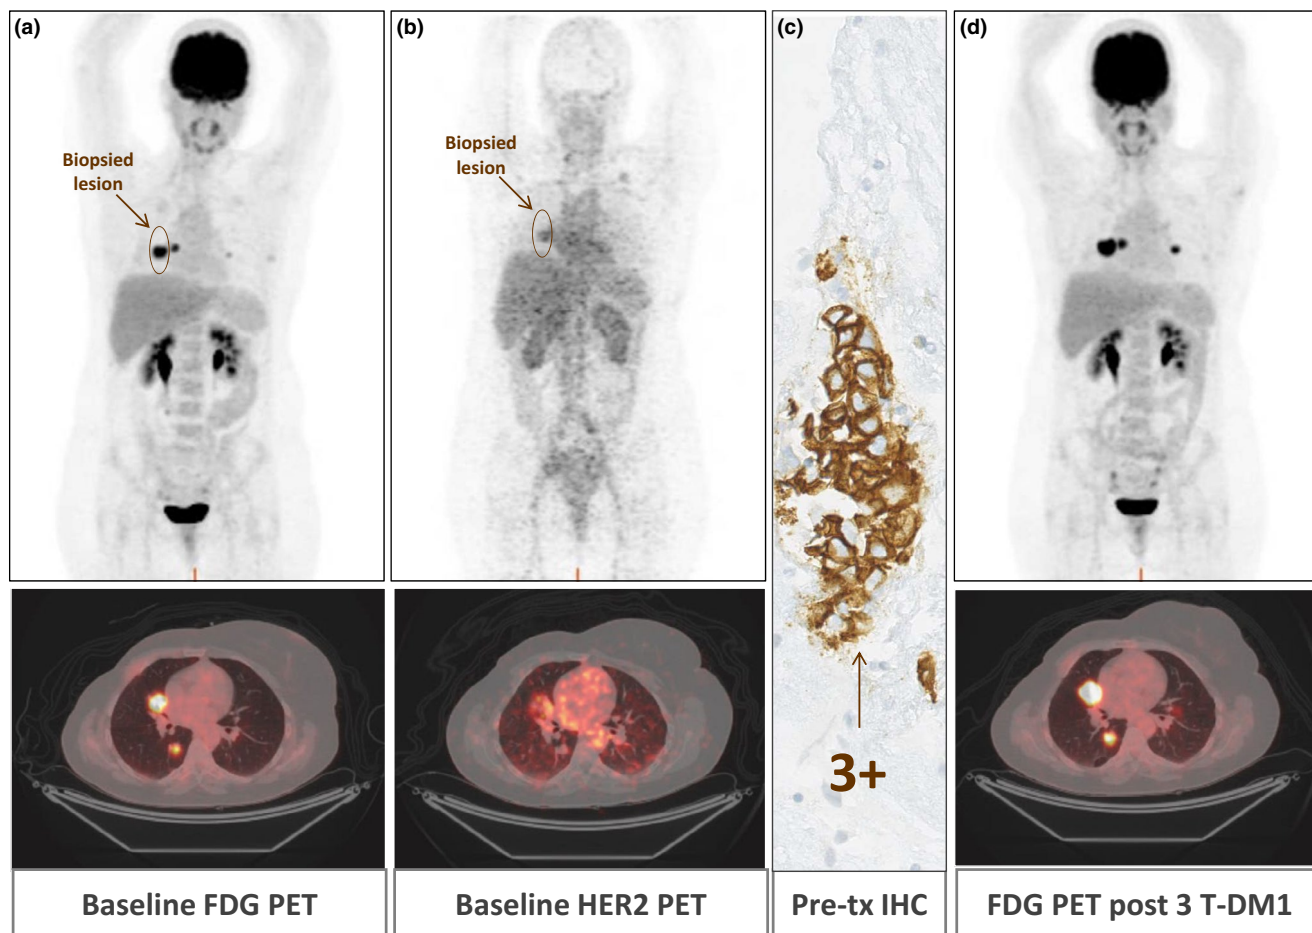 (a)
Biopsied
lesion
(b)
Biopsied
lesion
(c)
3+
(d)
Baseline FDG PET
Baseline HER2 PET
Pre-tx IHC
FDG PET post 3 T-DM1